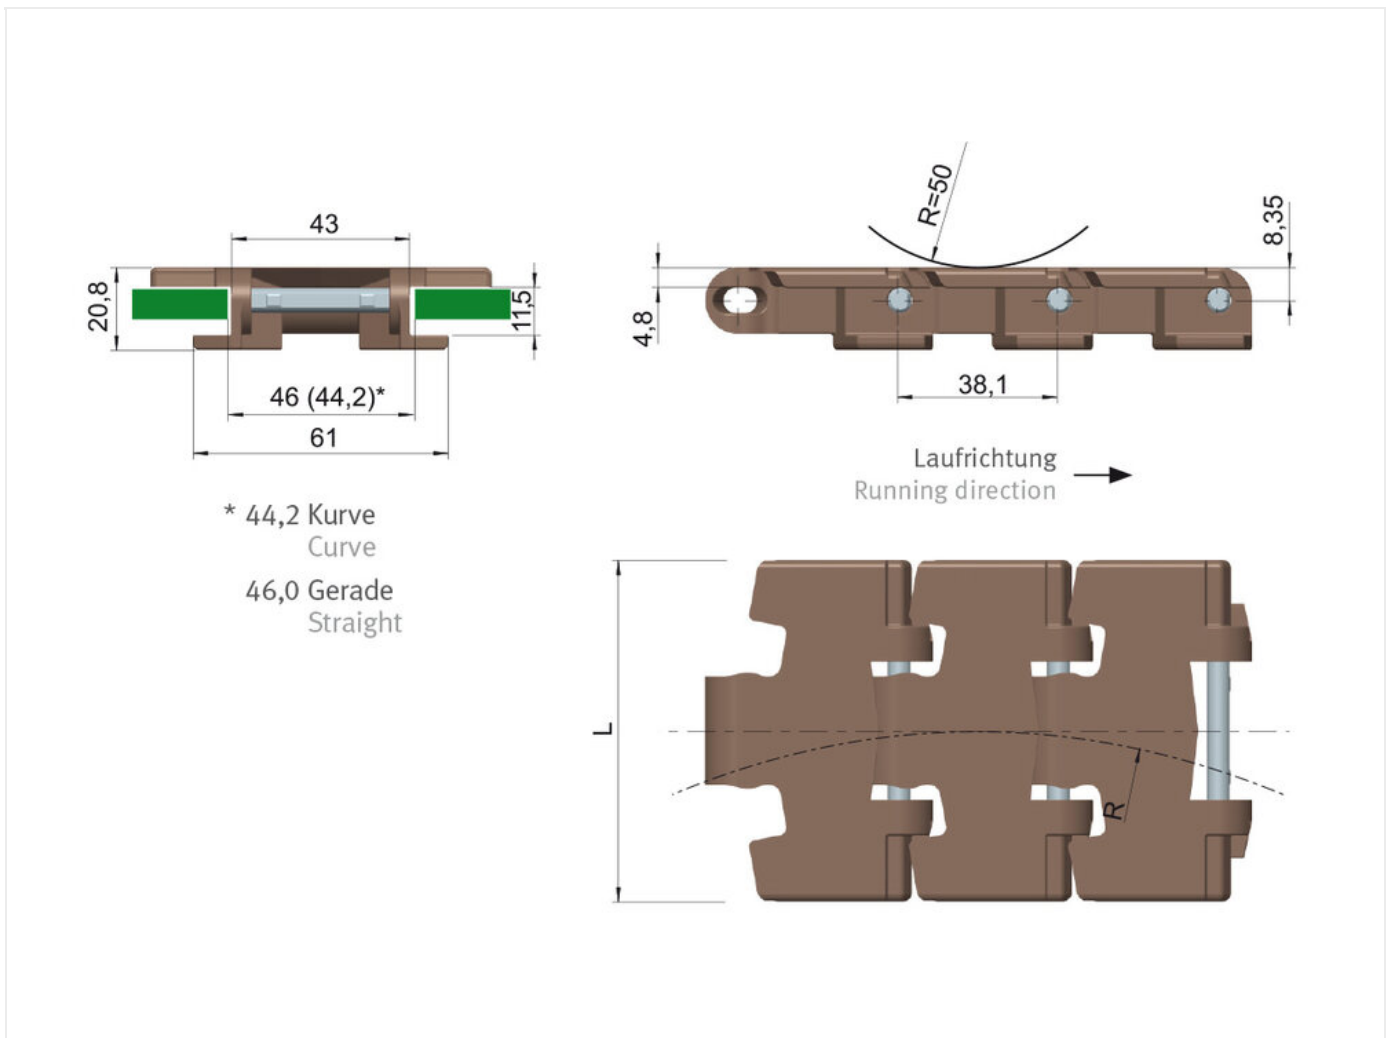 43
20,8
11,5
46 (44,2)*
61
* 44,2 Kurve
Curve
46,0 Gerade
Straight
R=50
8,35
4,8
38,1
Laufrichtung
Running direction
L
R